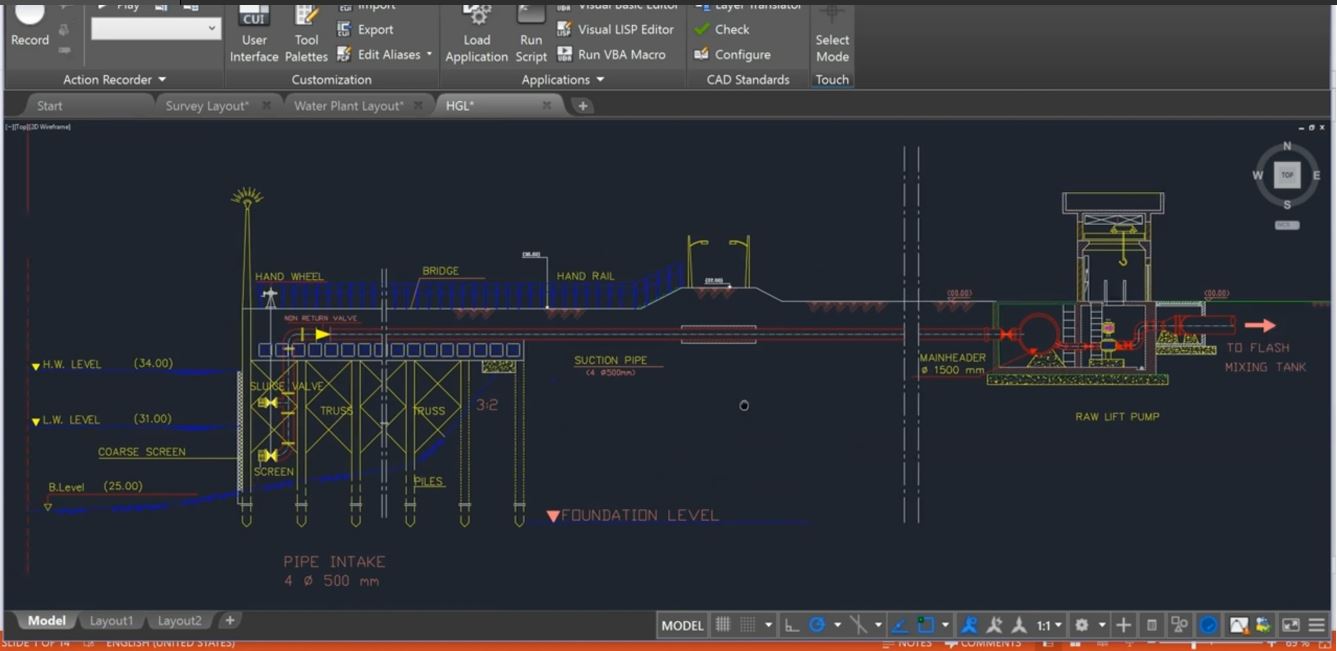 Play
Record
Action Recorder
CUI
User
Interface
Tool
Palettes
Import
Export
Edit Aliases
Customization
Load
Application
Run
Script
Visual Basic Editor
Visual LISP Editor
Run VBA Macro
Applications
Layer Translator
Check
Configure
CAD Standards
Select
Mode
Touch
Start
Survey Layout*
Water Plant Layout*
HGL*
[-][Top][2D Wireframe]
N
W
TOP
E
S
WCS
HAND WHEEL
BRIDGE
HAND RAIL
NON RETURN VALVE
(00.00)
(00.00)
H.W. LEVEL (34.00)
SLUISE VALVE
SUCTION PIPE
(4 Ø500mm)
MAINHEADER
Ø 1500 mm
TO FLASH
MIXING TANK
TRUSS
TRUSS
3:2
L.W. LEVEL (31.00)
RAW LIFT PUMP
COARSE SCREEN
SCREEN
B.Level (25.00)
PILES
FOUNDATION LEVEL
PIPE INTAKE
4 Ø 500 mm
Model
Layout1
Layout2
MODEL
1:1
SLIDE 1 OF 14
ENGLISH (UNITED STATES)
NOTES
COMMENTS
69 %